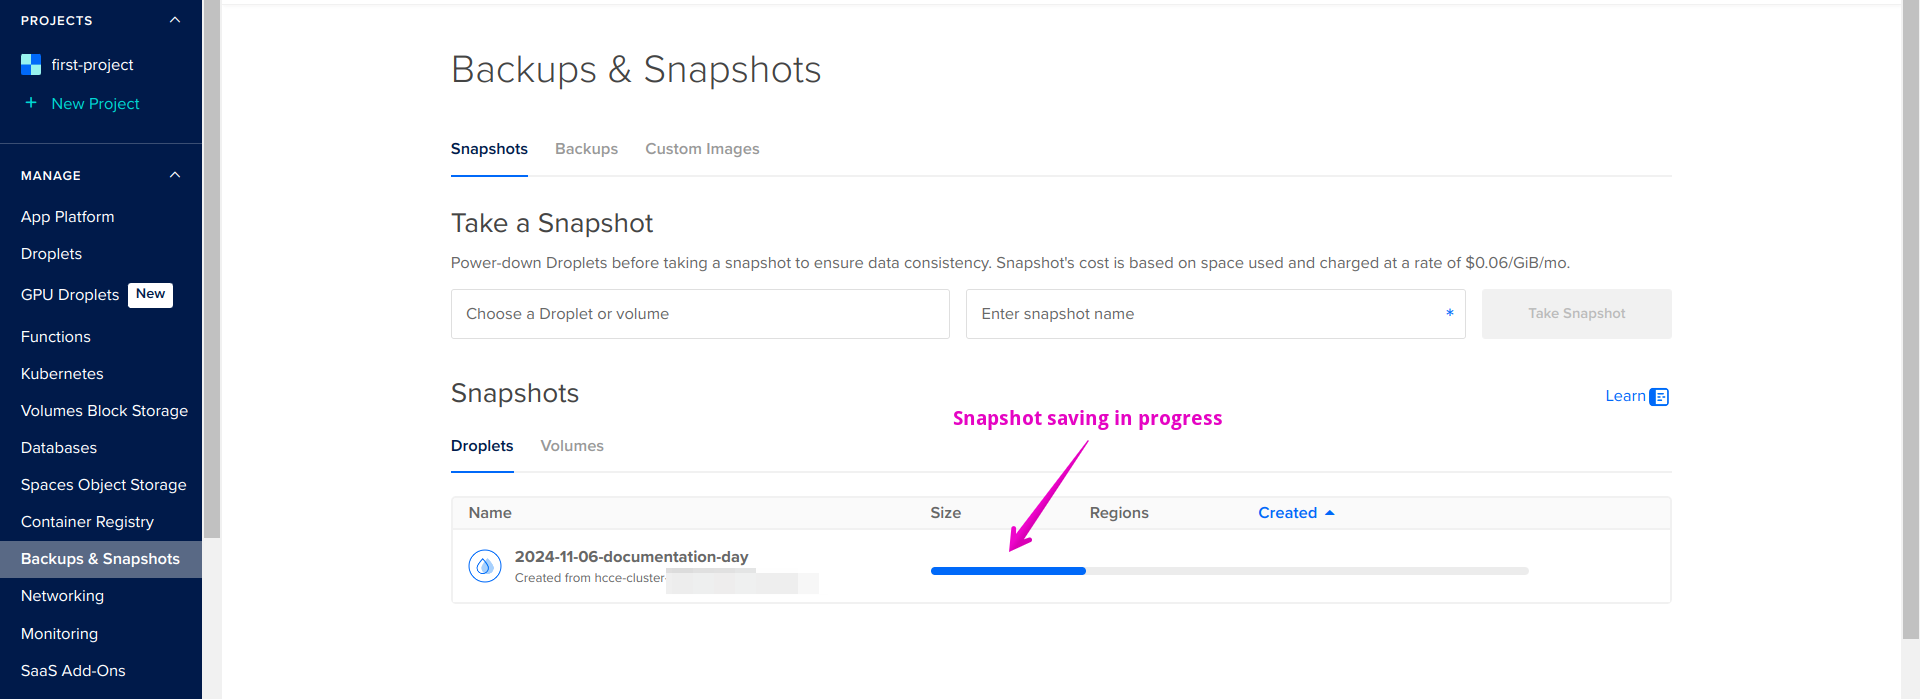 PROJECTS
first-project
+ New Project
MANAGE
App Platform
Droplets
GPU Droplets New
Functions
Kubernetes
Volumes Block Storage
Databases
Spaces Object Storage
Container Registry
Backups & Snapshots
Networking
Monitoring
SaaS Add-Ons
Backups & Snapshots
Snapshots Backups Custom Images
Take a Snapshot
Power-down Droplets before taking a snapshot to ensure data consistency. Snapshot's cost is based on space used and charged at a rate of $0.06/GiB/mo.
Choose a Droplet or volume Enter snapshot name * Take Snapshot
Snapshots
Learn
Snapshot saving in progress
Droplets Volumes
Name Size Regions Created
2024-11-06-documentation-day
Created from hcce-cluster-